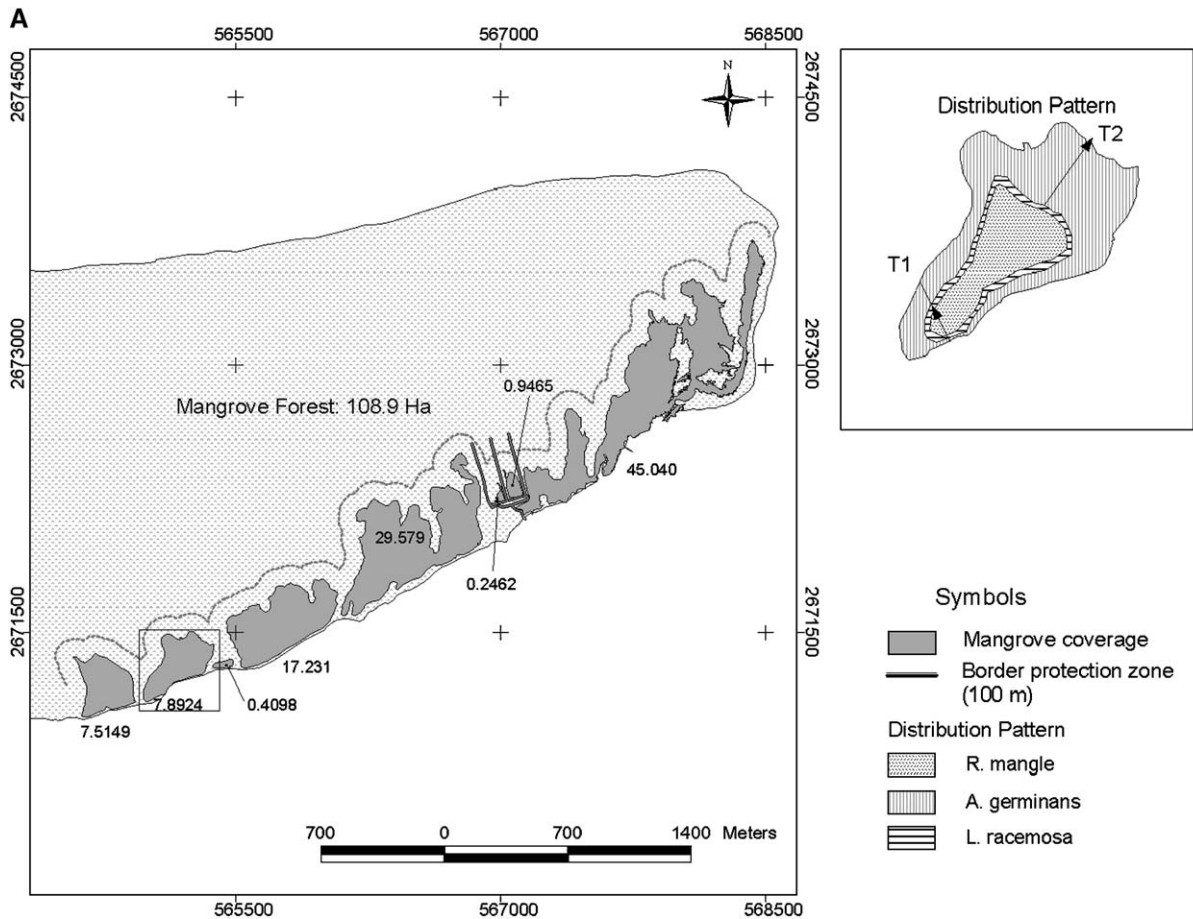 A
565500 567000 568500
2674500 2674500
N
Distribution Pattern
T2
T1
2673000 2673000
0.9465
Mangrove Forest: 108.9 Ha
45.040
29.579
0.2462
2671500 2671500
17.231
7.8924 0.4098
7.5149
700 0 700 1400 Meters
565500 567000 568500
Symbols
Mangrove coverage
Border protection zone
(100 m)
Distribution Pattern
R. mangle
A. germinans
L. racemosa